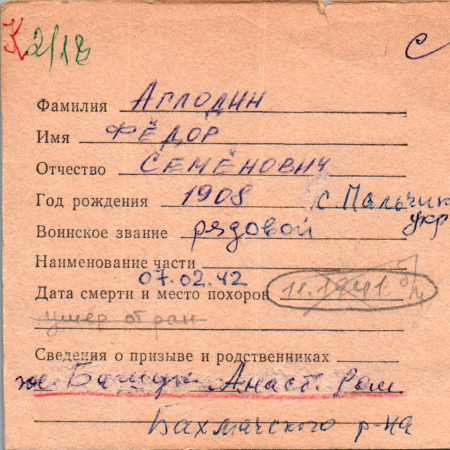 К 2/18 С
Фамилия Аглодин
Имя Фёдор
Отчество Семёнович
Год рождения 1908 с. Пальчик
укр
Воинское звание рядовой
Наименование части
07.02.42
Дата смерти и место похорон 11.1941 б/
умер от ран
Сведения о призыве и родственниках
ж. Анаст. Ром
Бахмачского р-на